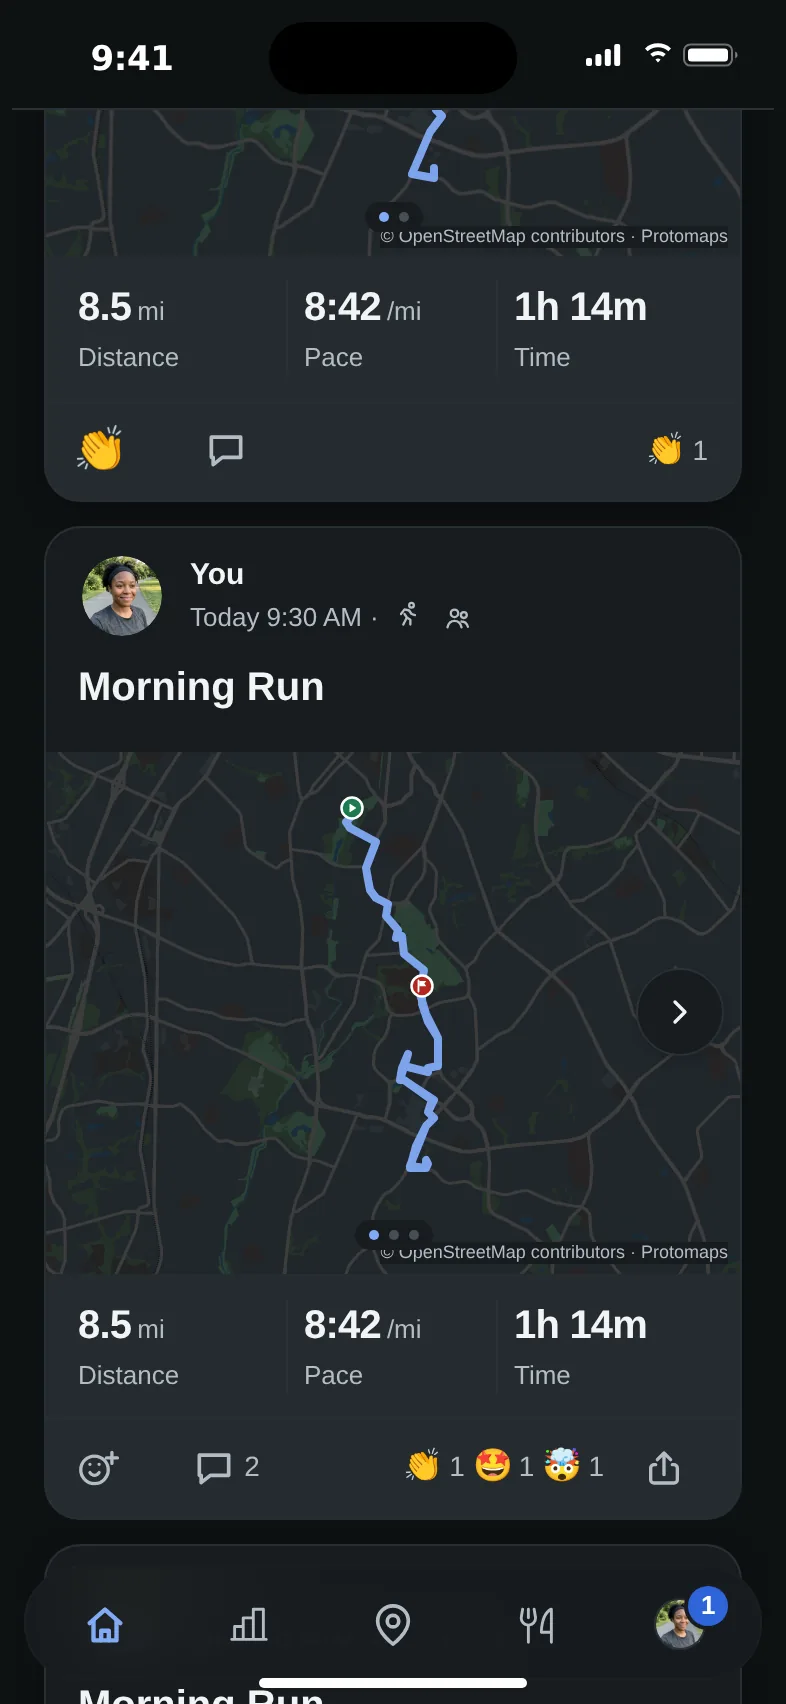 9:41
© OpenStreetMap contributors · Protomaps
8.5 mi 8:42 /mi 1h 14m
Distance Pace Time
1
You
Today 9:30 AM ·
Morning Run
© OpenStreetMap contributors · Protomaps
8.5 mi 8:42 /mi 1h 14m
Distance Pace Time
2 1 1 1
1
Morning Run